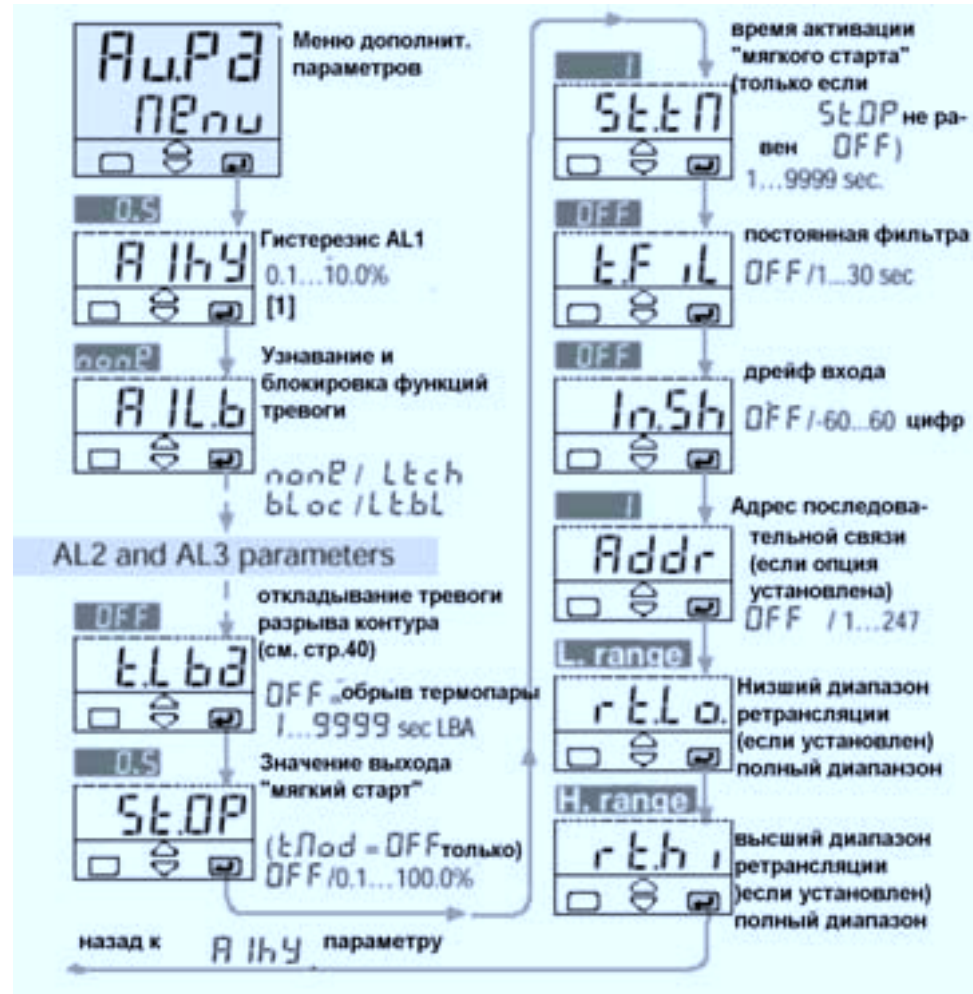 Au.Pa
Menu
Меню дополнит.
параметров
0.5
A1hy
Гистерезис AL1
0.1...10.0%
[1]
nonE
A1L.b
Узнавание и
блокировка функций
тревоги
nonE / Ltch
bLoc / Lt.bL
AL2 and AL3 parameters
OFF
t.Lba
откладывание тревоги
разрыва контура
(см. стр.40)
OFF = обрыв термопары
1...9999 sec LBA
0.5
St.OP
Значение выхода
"мягкий старт"
(t.Mod = OFF только)
OFF /0.1...100.0%
1
St.tM
время активации
"мягкого старта"
(только если
St.OP не ра-
вен OFF)
1...9999 sec.
OFF
t.FiL
постоянная фильтра
OFF /1...30 sec
OFF
In.Sh
дрейф входа
OFF /-60...60 цифр
1
Addr
Адрес последова-
тельной связи
(если опция
установлена)
OFF / 1...247
L. range
rt.Lo.
Низший диапазон
ретрансляции
(если установлен)
полный диапанзон
H. range
rt.hi
высший диапазон
ретрансляции
)если установлен)
полный диапазон
назад к A1hy параметру